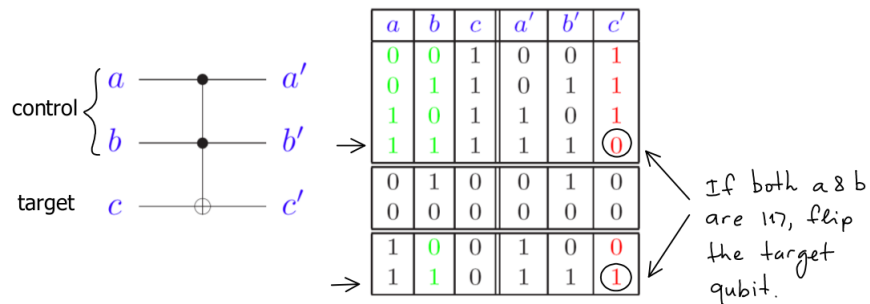 control
target
a a′
b b′
c c′
a b c a′ b′ c′
0 0 1 0 0 1
0 1 1 0 1 1
1 0 1 1 0 1
1 1 1 1 1 0
0 1 0 0 1 0
0 0 0 0 0 0
1 0 0 1 0 0
1 1 0 1 1 1
If both a & b
are |1⟩, flip
the target
qubit.